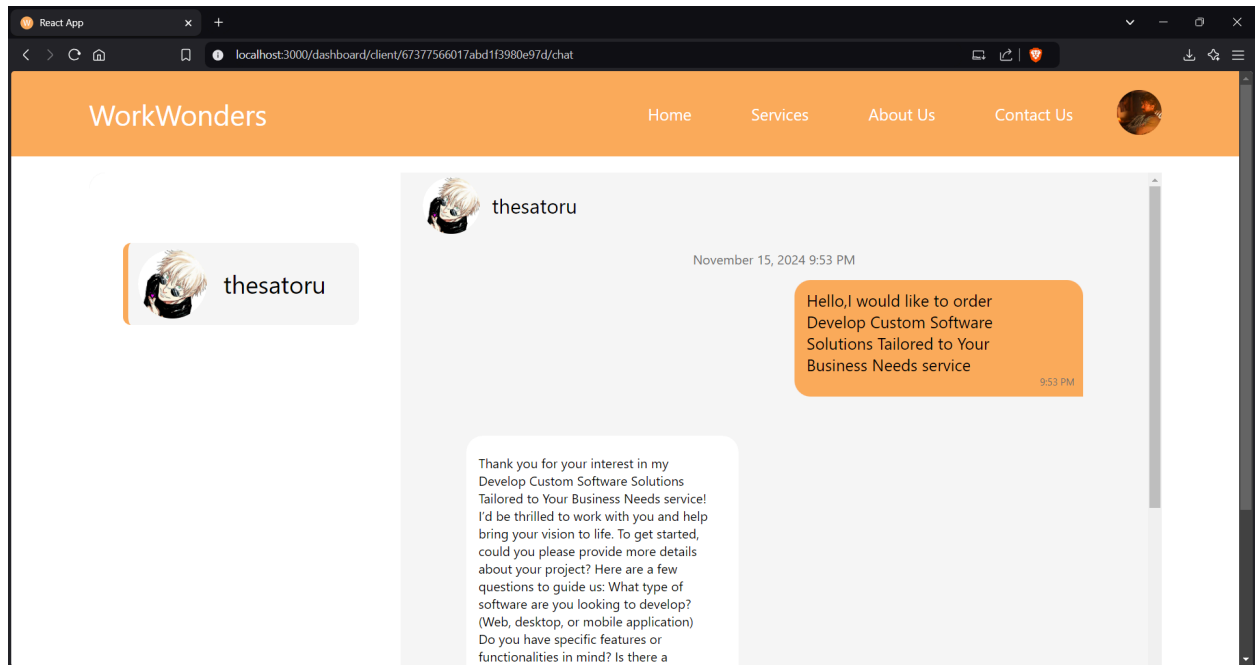 React App
localhost:3000/dashboard/client/67377566017abd1f3980e97d/chat
WorkWonders
Home Services About Us Contact Us
thesatoru
thesatoru
November 15, 2024 9:53 PM
Hello,I would like to order
Develop Custom Software
Solutions Tailored to Your
Business Needs service
9:53 PM
Thank you for your interest in my
Develop Custom Software Solutions
Tailored to Your Business Needs service!
I'd be thrilled to work with you and help
bring your vision to life. To get started,
could you please provide more details
about your project? Here are a few
questions to guide us: What type of
software are you looking to develop?
(Web, desktop, or mobile application)
Do you have specific features or
functionalities in mind? Is there a